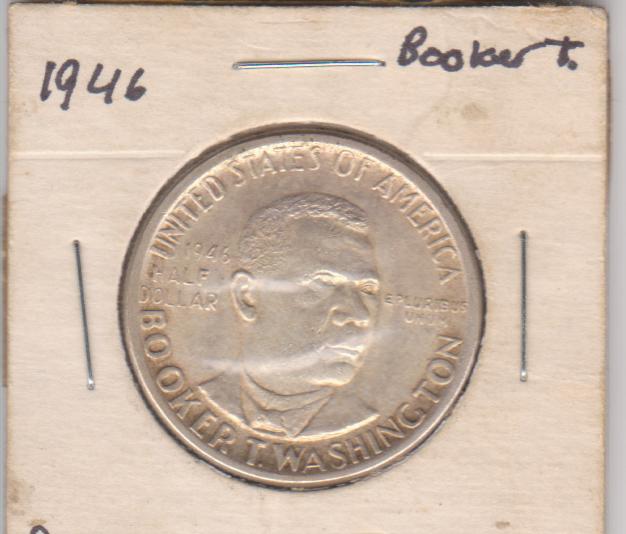 1946
Booker T.
UNITED STATES OF AMERICA
1946
HALF
DOLLAR
E PLURIBUS
UNUM
BOOKER T. WASHINGTON